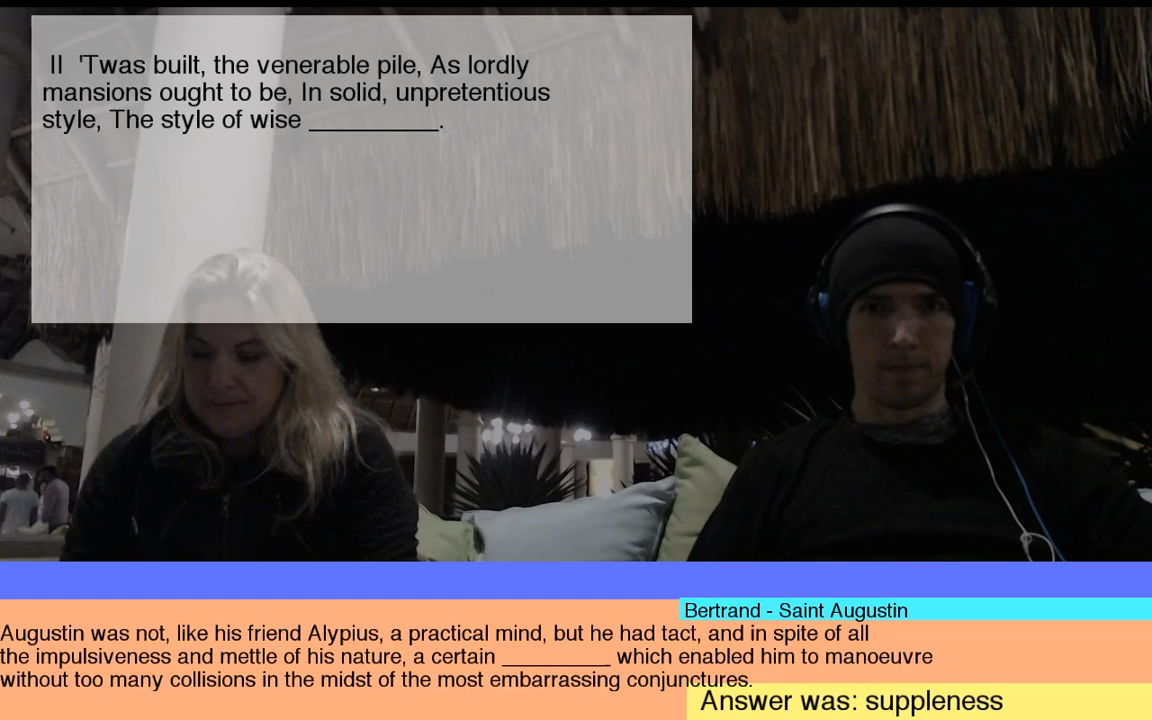 II 'Twas built, the venerable pile, As lordly
mansions ought to be, In solid, unpretentious
style, The style of wise __________.
Bertrand - Saint Augustin
Augustin was not, like his friend Alypius, a practical mind, but he had tact, and in spite of all
the impulsiveness and mettle of his nature, a certain __________ which enabled him to manoeuvre
without too many collisions in the midst of the most embarrassing conjunctures.
Answer was: suppleness